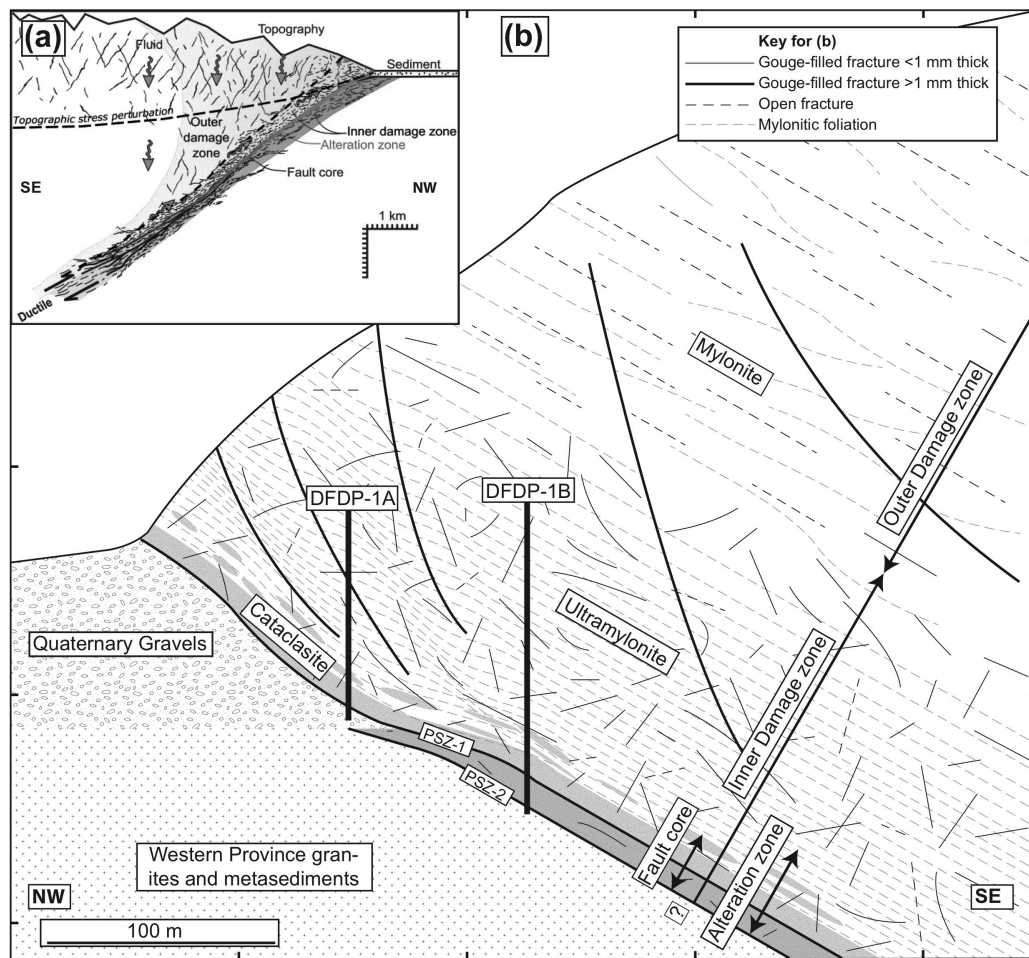 (a)
Topography
Fluid
Sediment
Topographic stress perturbation
Outer
damage
zone
Inner damage zone
Alteration zone
Fault core
SE
NW
1 km
Ductile
(b)
Key for (b)
Gouge-filled fracture <1 mm thick
Gouge-filled fracture >1 mm thick
Open fracture
Mylonitic foliation
Mylonite
Outer Damage zone
DFDP-1A
DFDP-1B
Ultramylonite
Cataclasite
Quaternary Gravels
PSZ-1
PSZ-2
Inner Damage zone
Fault core
Alteration zone
?
Western Province gran-
ites and metasediments
NW
SE
100 m